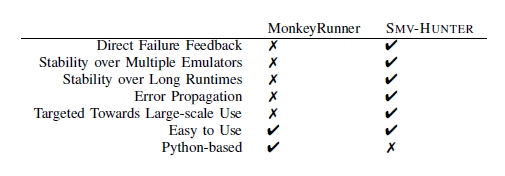 MonkeyRunner SMV-HUNTER
Direct Failure Feedback ✗ ✔
Stability over Multiple Emulators ✗ ✔
Stability over Long Runtimes ✗ ✔
Error Propagation ✗ ✔
Targeted Towards Large-scale Use ✗ ✔
Easy to Use ✔ ✔
Python-based ✔ ✗